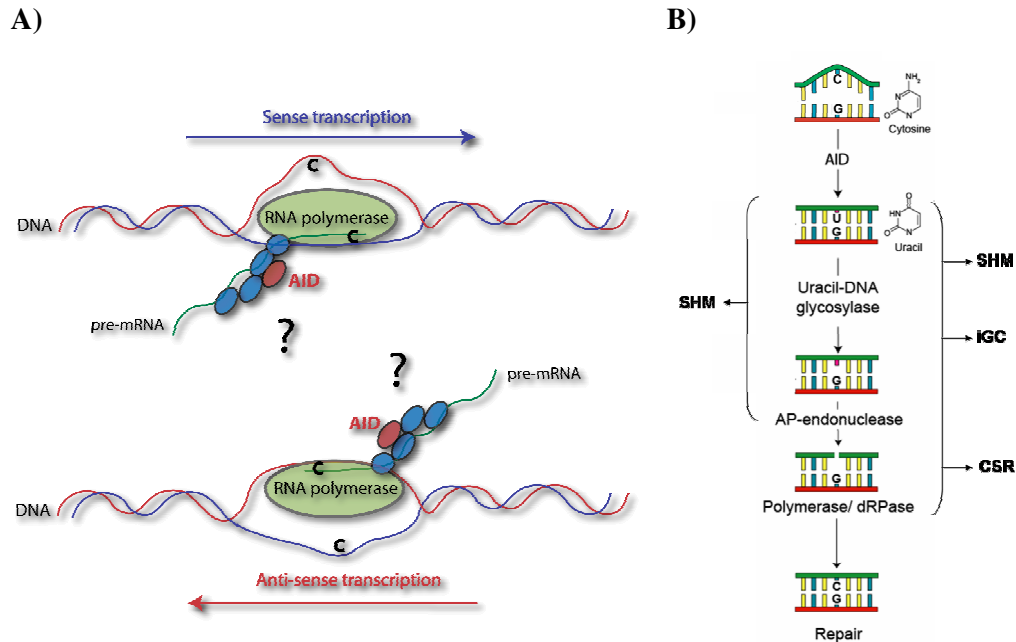 A)
Sense transcription
C
RNA polymerase
C
DNA
AID
pre-mRNA
?
?
pre-mRNA
AID
C
RNA polymerase
DNA
C
Anti-sense transcription
B)
C
G
NH2
N
O
N
Cytosine
AID
U
G
O
HN
O
N
Uracil
SHM
Uracil-DNA
glycosylase
SHM
iGC
G
AP-endonuclease
G
CSR
Polymerase/ dRPase
C
G
Repair